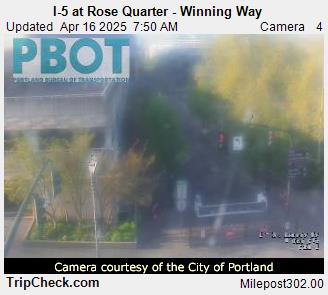 I-5 at Rose Quarter - Winning Way
Updated Apr 16 2025 7:50 AM Camera 4
PBOT
PORTLAND BUREAU OF TRANSPORTATION
Camera courtesy of the City of Portland
TripCheck.com Milepost302.00